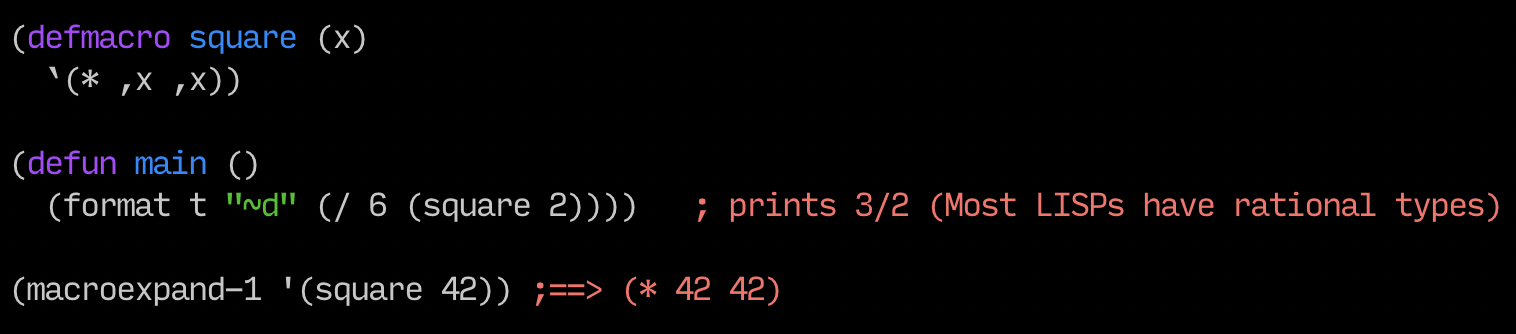 (defmacro square (x)
  `(* ,x ,x))
(defun main ()
  (format t "~d" (/ 6 (square 2))))   ; prints 3/2 (Most LISPs have rational types)
(macroexpand-1 '(square 42)) ;==> (* 42 42)